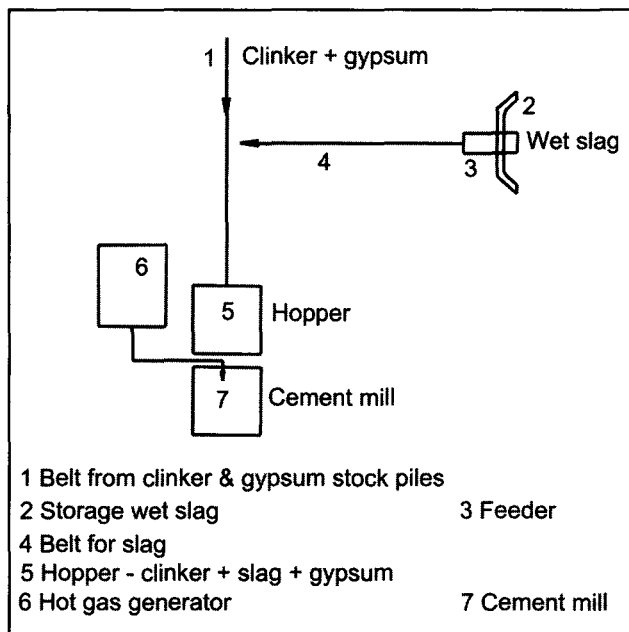 1 Clinker + gypsum
2
Wet slag
3
4
6
5 Hopper
7 Cement mill
1 Belt from clinker & gypsum stock piles
2 Storage wet slag 3 Feeder
4 Belt for slag
5 Hopper - clinker + slag + gypsum
6 Hot gas generator 7 Cement mill